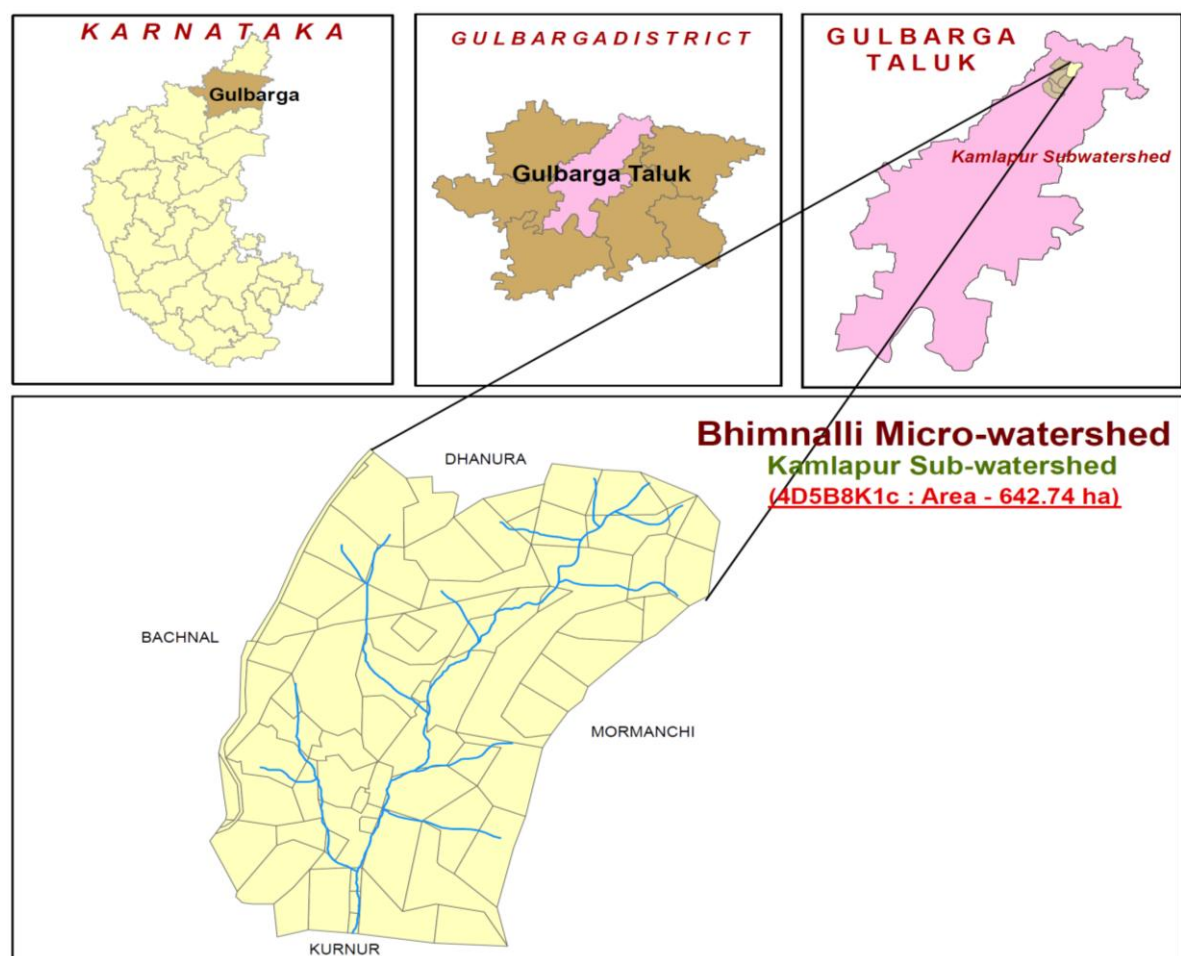 KARNATAKA
Gulbarga
GULBARGADISTRICT
Gulbarga Taluk
GULBARGA
TALUK
Kamlapur Subwatershed
Bhimnalli Micro-watershed
Kamlapur Sub-watershed
(4D5B8K1c : Area - 642.74 ha)
DHANURA
BACHNAL
MORMANCHI
KURNUR